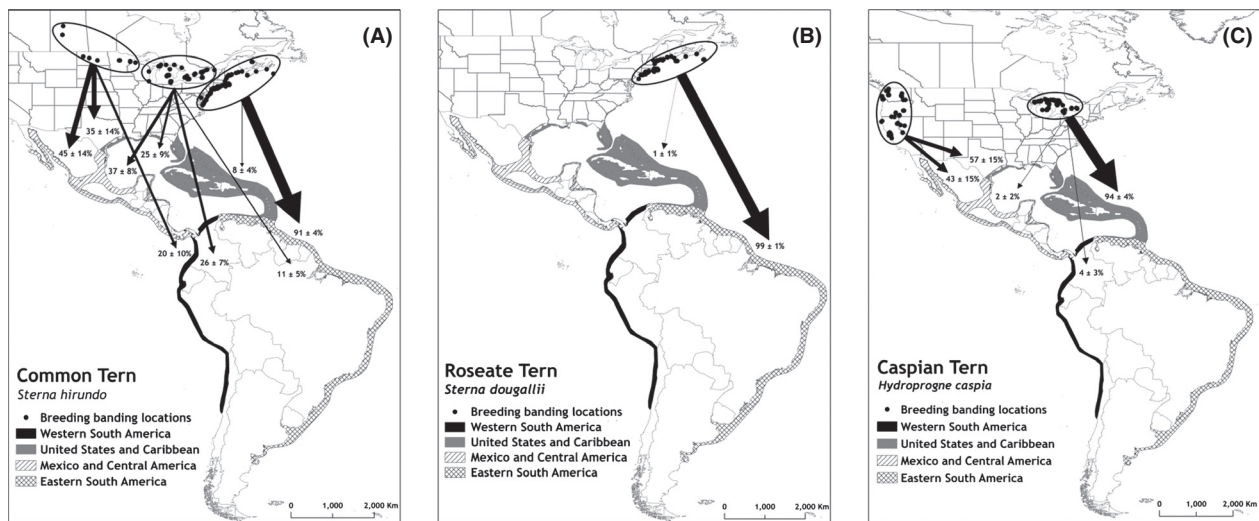 (A)
35 ± 14%
45 ± 14%
25 ± 9%
37 ± 8%
8 ± 4%
91 ± 4%
20 ± 10%
26 ± 7%
11 ± 5%
Common Tern
Sterna hirundo
Breeding banding locations
Western South America
United States and Caribbean
Mexico and Central America
Eastern South America
0 1,000 2,000 Km
(B)
1 ± 1%
99 ± 1%
Roseate Tern
Sterna dougallii
Breeding banding locations
Western South America
United States and Caribbean
Mexico and Central America
Eastern South America
0 1,000 2,000 Km
(C)
57 ± 15%
43 ± 15%
2 ± 2%
94 ± 4%
4 ± 3%
Caspian Tern
Hydroprogne caspia
Breeding banding locations
Western South America
United States and Caribbean
Mexico and Central America
Eastern South America
0 1,000 2,000 Km